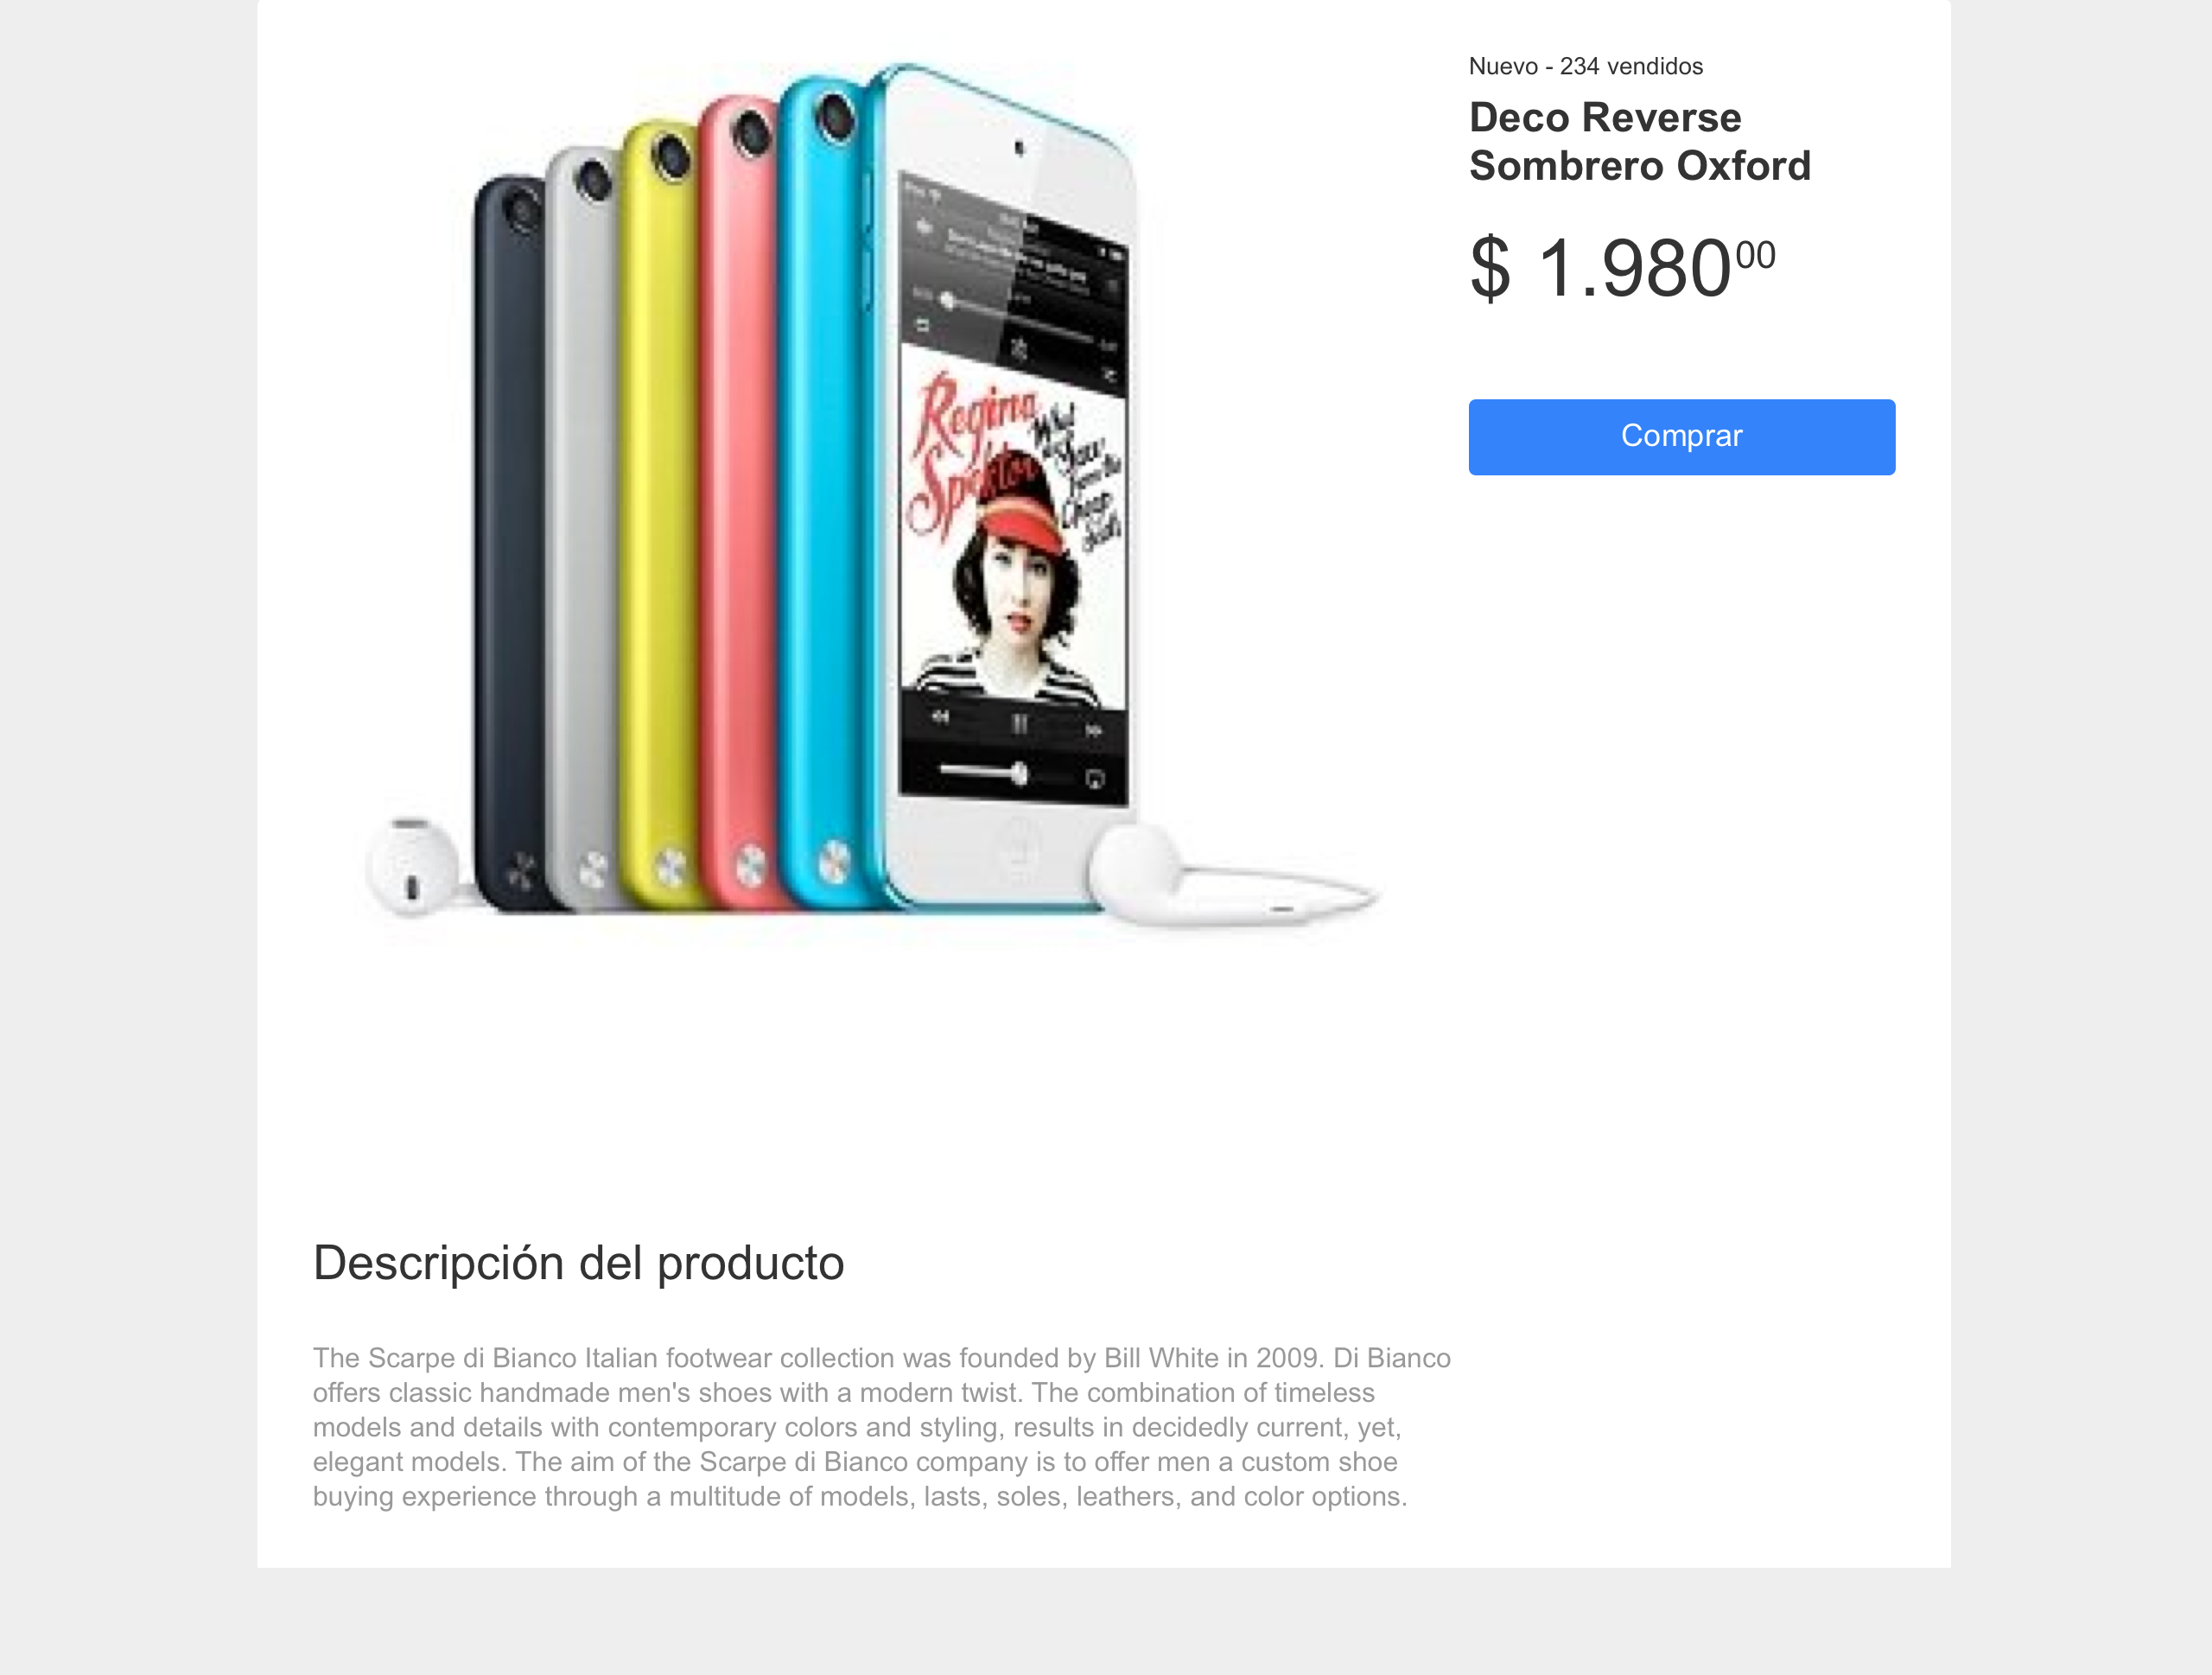 Nuevo - 234 vendidos
Deco Reverse
Sombrero Oxford
$ 1.980⁰⁰
Comprar
Regina
Spektor
What
We
Saw
from the
Cheap
Seats
Descripción del producto
The Scarpe di Bianco Italian footwear collection was founded by Bill White in 2009. Di Bianco
offers classic handmade men's shoes with a modern twist. The combination of timeless
models and details with contemporary colors and styling, results in decidedly current, yet,
elegant models. The aim of the Scarpe di Bianco company is to offer men a custom shoe
buying experience through a multitude of models, lasts, soles, leathers, and color options.